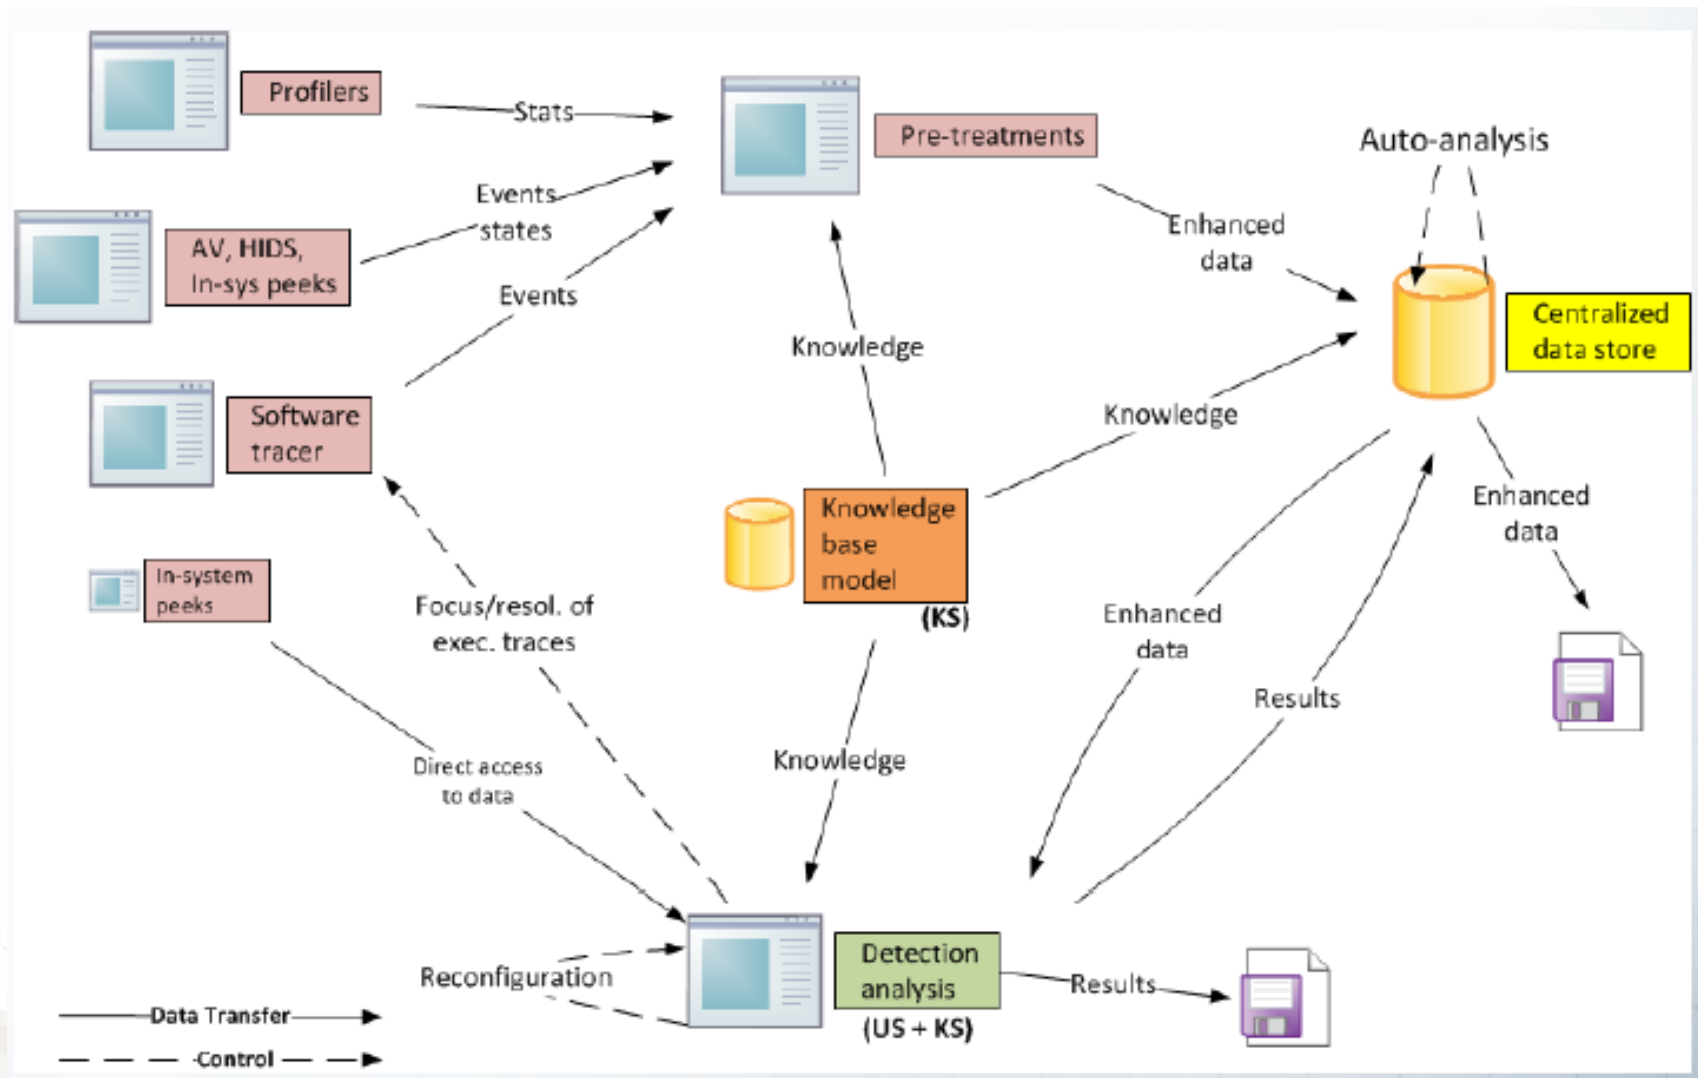 Profilers
Stats
Pre-treatments
Auto-analysis
Events
states
AV, HIDS,
In-sys peeks
Enhanced
data
Events
Centralized
data store
Knowledge
Software
tracer
Knowledge
Enhanced
data
Knowledge
base
model
(KS)
In-system
peeks
Focus/resol. of
exec. traces
Enhanced
data
Results
Knowledge
Direct access
to data
Reconfiguration
Detection
analysis
(US + KS)
Results
Data Transfer
Control